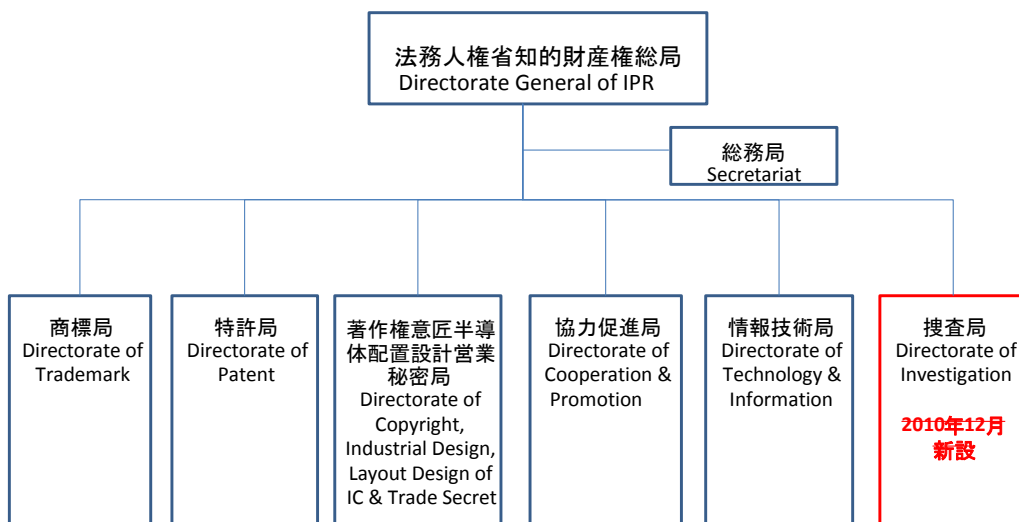 法務人権省知的財産権総局
Directorate General of IPR
総務局
Secretariat
商標局
Directorate of
Trademark
特許局
Directorate of
Patent
著作権意匠半導
体配置設計営業
秘密局
Directorate of
Copyright,
Industrial Design,
Layout Design of
IC & Trade Secret
協力促進局
Directorate of
Cooperation &
Promotion
情報技術局
Directorate of
Technology &
Information
捜査局
Directorate of
Investigation
2010年12月
新設